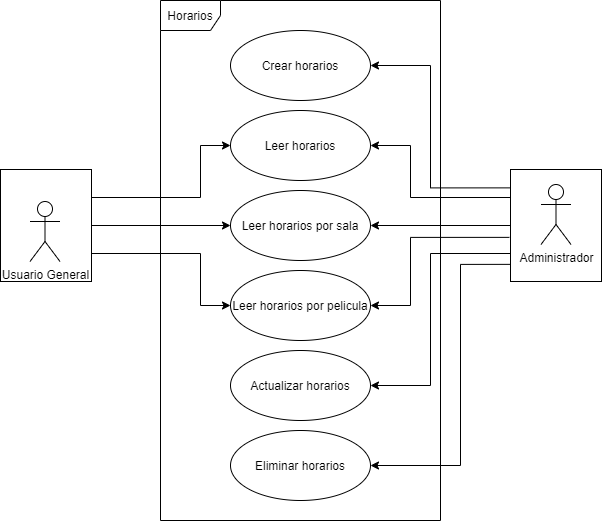 Horarios
Crear horarios
Leer horarios
Leer horarios por sala
Usuario General
Administrador
Leer horarios por pelicula
Actualizar horarios
Eliminar horarios